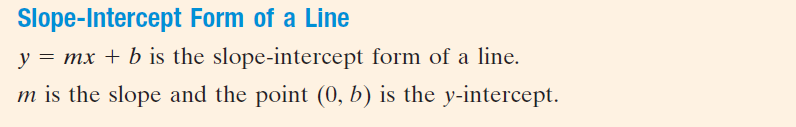 Slope-Intercept Form of a Line
y = mx + b is the slope-intercept form of a line.
m is the slope and the point (0, b) is the y-intercept.